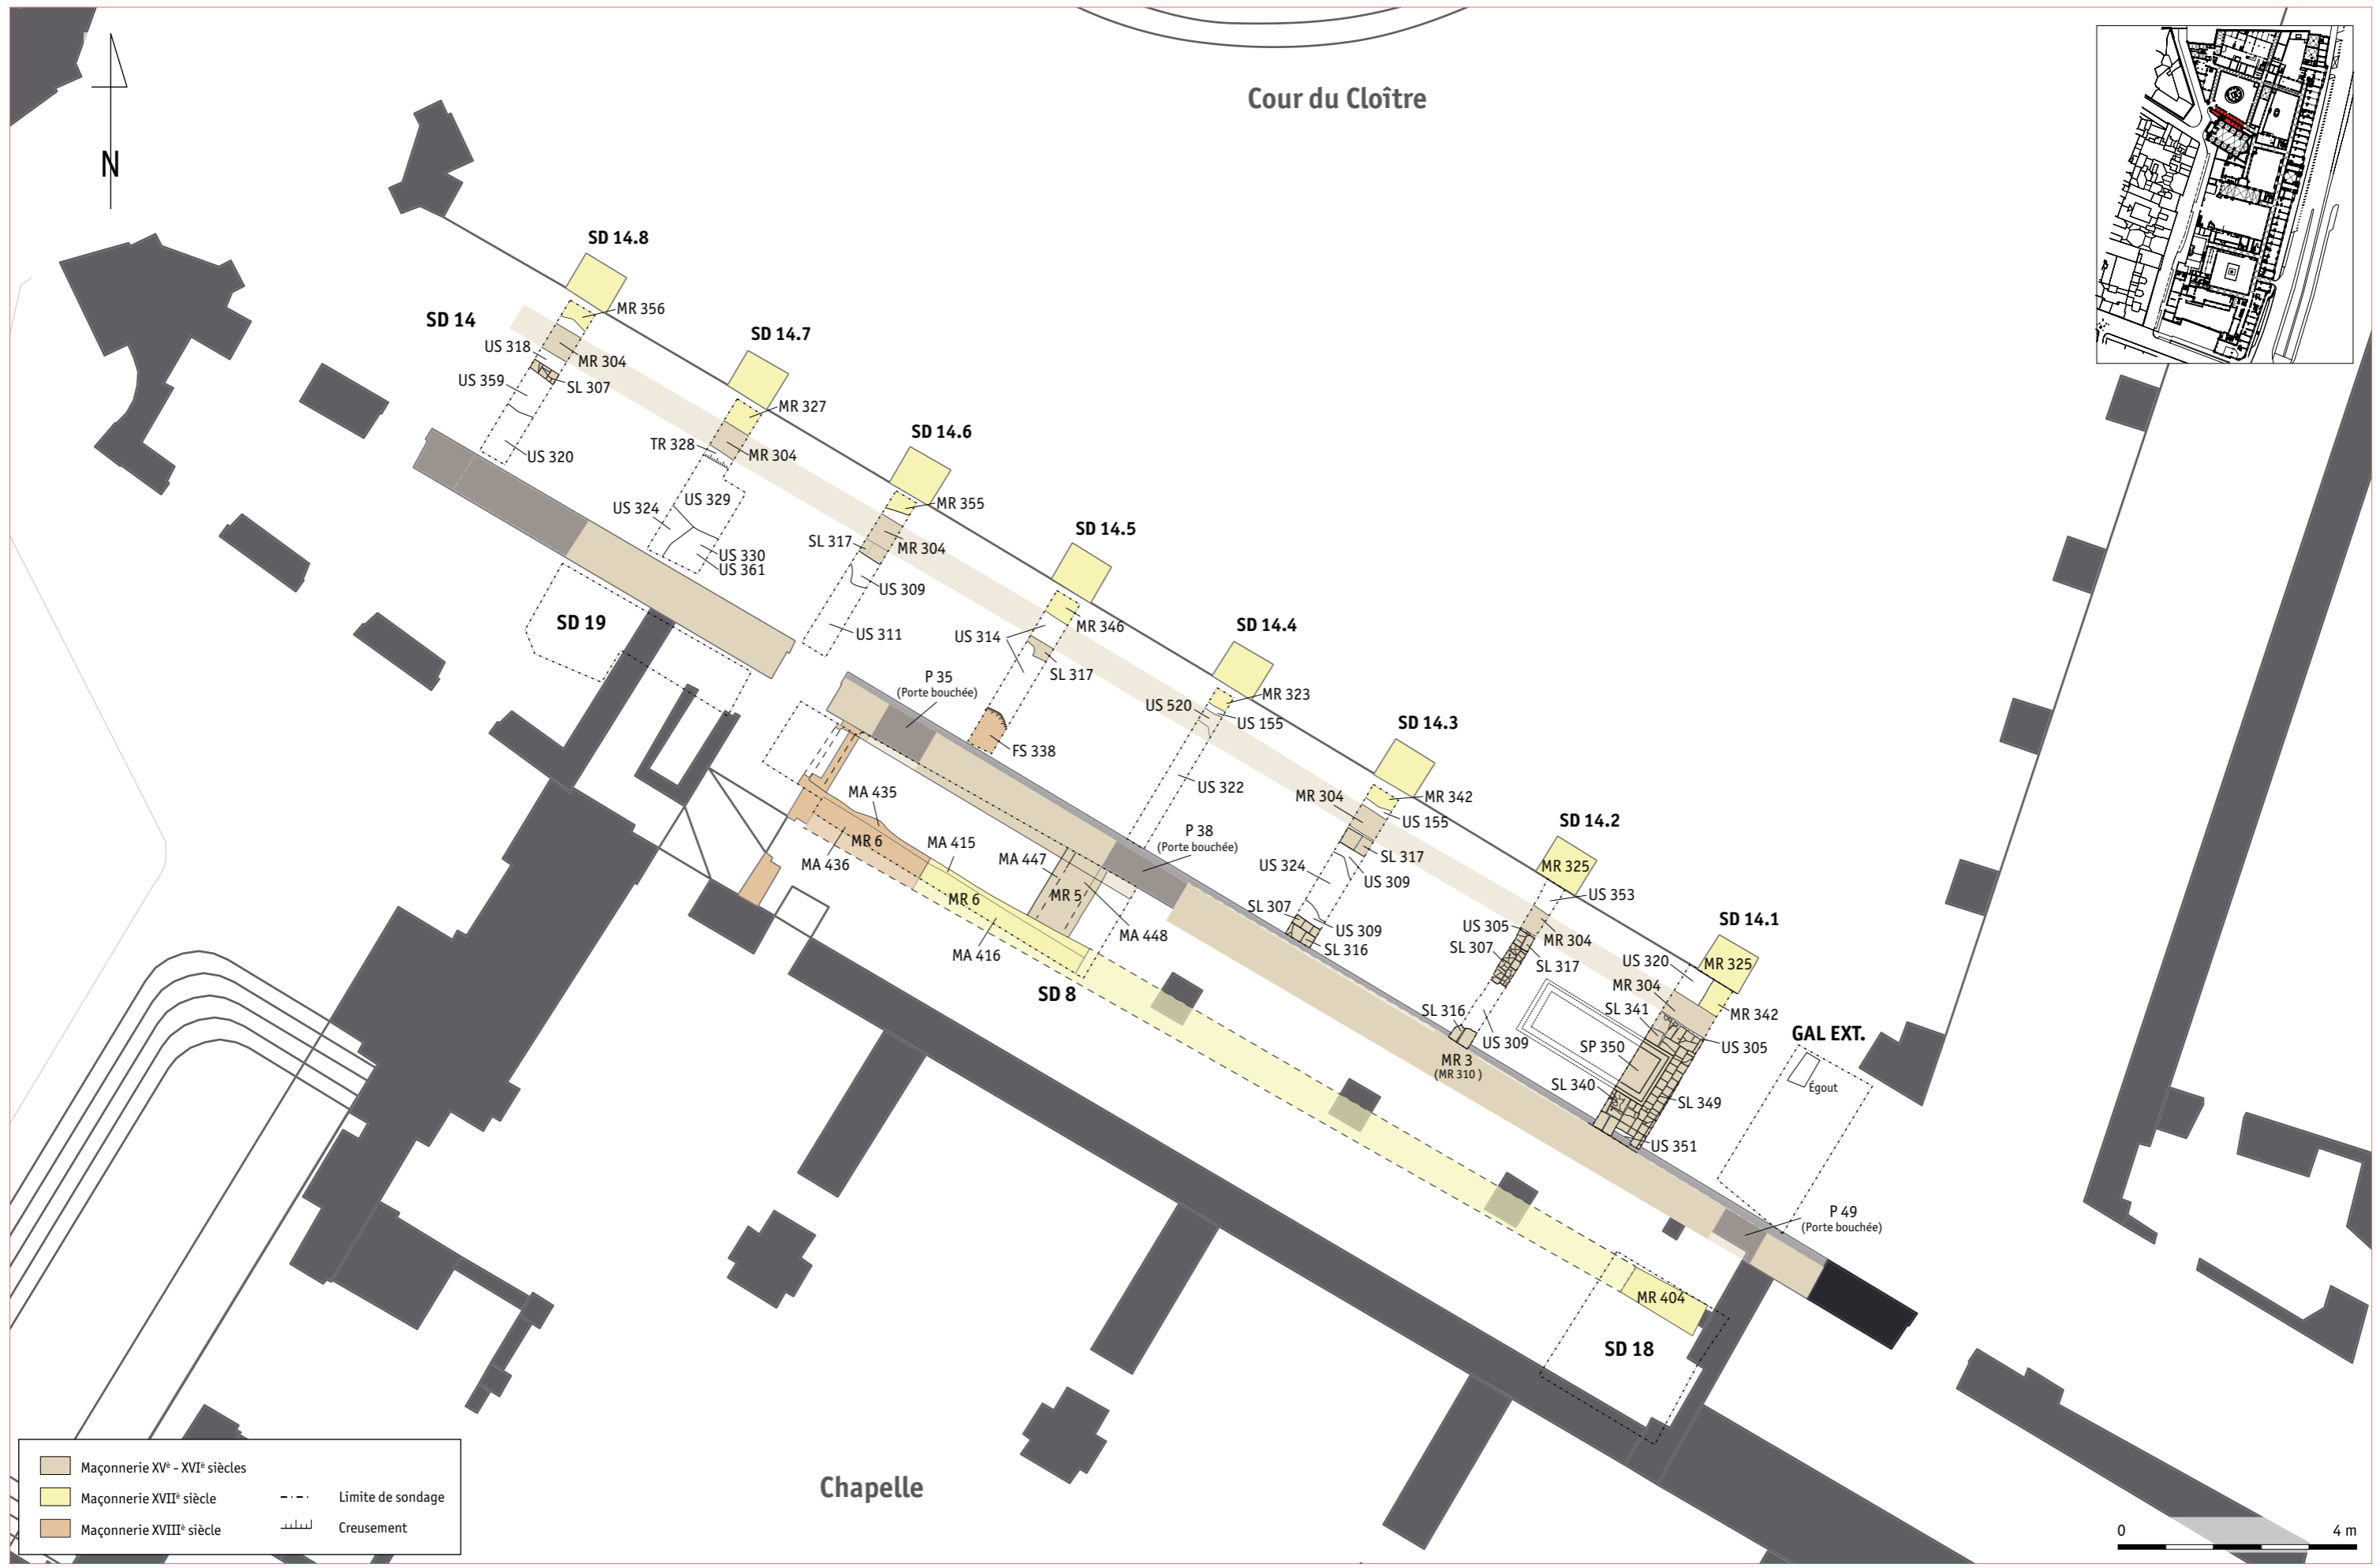 Cour du Cloître
N
SD 14.8
MR 356
SD 14
US 318
MR 304
US 359
SL 307
US 320
SD 14.7
MR 327
TR 328
MR 304
US 329
US 324
US 330
US 361
SD 14.6
MR 355
SL 317
MR 304
US 309
US 311
SD 19
SD 14.5
US 314
MR 346
SL 317
P 35
(Porte bouchée)
FS 338
SD 14.4
MR 323
US 520
US 155
US 322
P 38
(Porte bouchée)
MA 435
MR 6
MA 436
MA 415
MR 6
MA 416
MA 447
MR 5
MA 448
SD 8
SD 14.3
MR 304
MR 342
US 155
SL 317
US 324
US 309
SL 307
US 309
SL 316
SD 14.2
MR 325
US 353
US 305
MR 304
SL 307
SL 317
SL 316
US 309
MR 3
(MR 310 )
SD 14.1
US 320
MR 325
MR 304
MR 342
SL 341
US 305
SP 350
SL 340
SL 349
US 351
GAL EXT.
Égout
P 49
(Porte bouchée)
MR 404
SD 18
Chapelle
Maçonnerie XVè - XVIè siècles
Maçonnerie XVIIè siècle
Limite de sondage
Maçonnerie XVIIIè siècle
Creusement
0 4 m